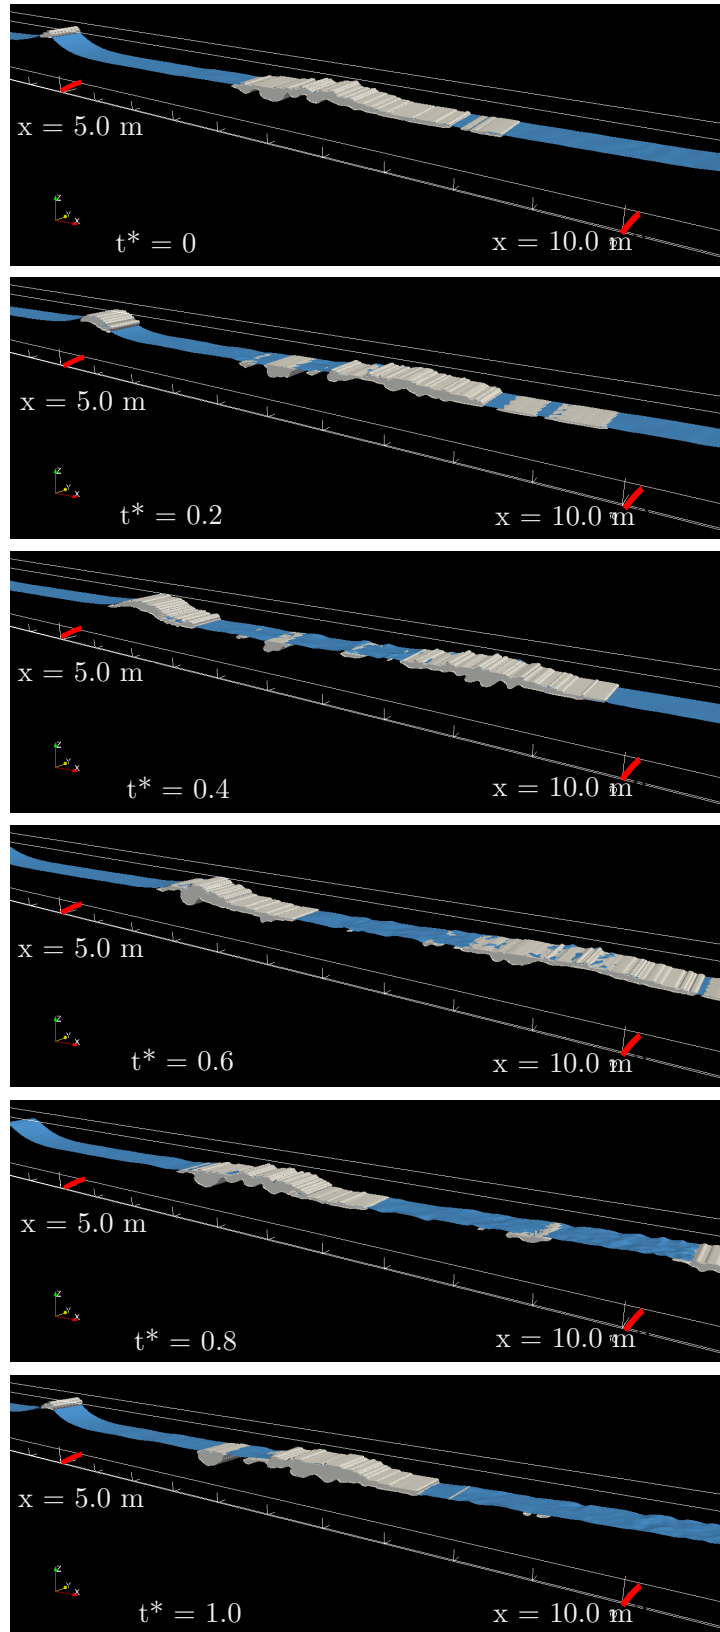 x = 5.0 m
Z
Y
X
t* = 0
x = 10.0 m
x = 5.0 m
Z
Y
X
t* = 0.2
x = 10.0 m
x = 5.0 m
Z
Y
X
t* = 0.4
x = 10.0 m
x = 5.0 m
Z
Y
X
t* = 0.6
x = 10.0 m
x = 5.0 m
Z
Y
X
t* = 0.8
x = 10.0 m
x = 5.0 m
Z
Y
X
t* = 1.0
x = 10.0 m